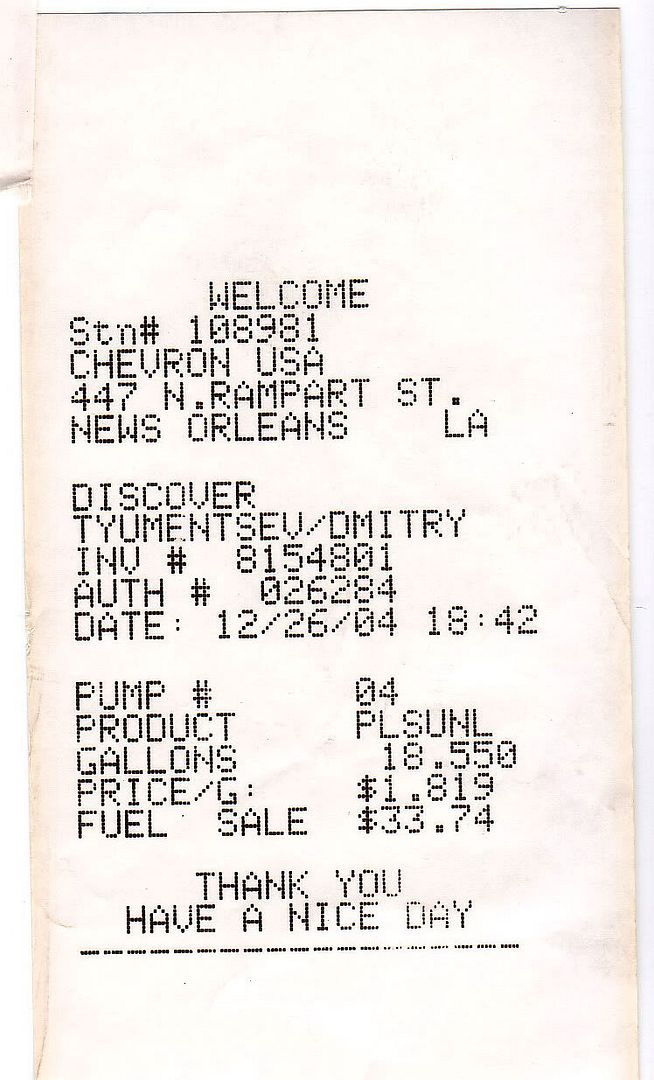 WELCOME
Stn# 108981
CHEVRON USA
447 N.RAMPART ST.
NEWS ORLEANS LA
DISCOVER
TYUMENTSEV/DMITRY
INV # 8154801
AUTH # 026284
DATE: 12/26/04 18:42
PUMP # 04
PRODUCT PLSUNL
GALLONS 18.550
PRICE/G: $1.819
FUEL SALE $33.74
THANK YOU
HAVE A NICE DAY